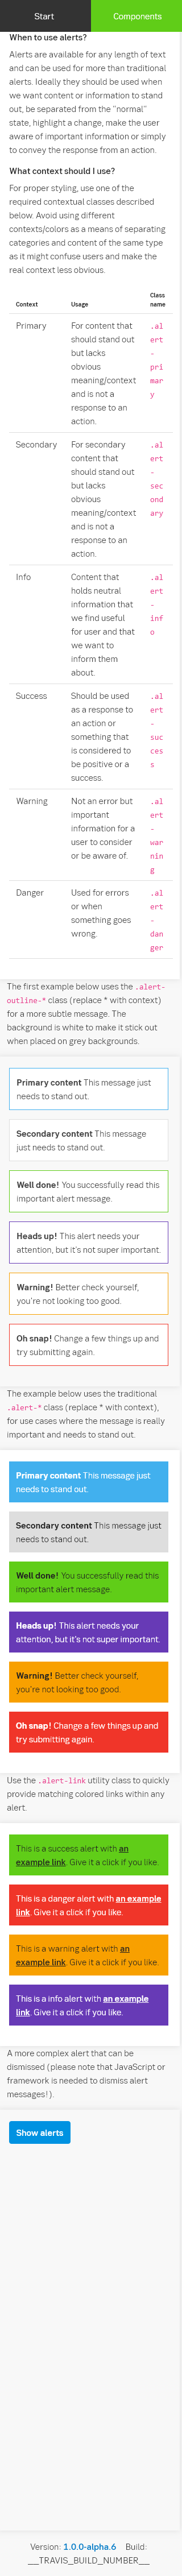 Start Components
When to use alerts?
Alerts are available for any length of text
and can be used for more than traditional
alerts. Ideally they should be used when
we want content or information to stand
out, be separated from the "normal"
state, highlight a change, make the user
aware of important information or simply
to convey the response from an action.
What context should I use?
For proper styling, use one of the
required contextual classes described
below. Avoid using different
contexts/colors as a means of separating
categories and content of the same type
as it might confuse users and make the
real context less obvious.
Context Usage Class name
Primary For content that .al
should stand out ert
but lacks -
obvious pri
meaning/context mar
and is not a y
response to an
action.
Secondary For secondary .al
content that ert
should stand out -
but lacks sec
obvious ond
meaning/context ary
and is not a
response to an
action.
Info Content that .al
holds neutral ert
information that -
we find useful inf
for user and that o
we want to
inform them
about.
Success Should be used .al
as a response to ert
an action or -
something that suc
is considered to ces
be positive or a s
success.
Warning Not an error but .al
important ert
information for a -
user to consider war
or be aware of. nin
g
Danger Used for errors .al
or when ert
something goes -
wrong. dan
ger
The first example below uses the .alert-
outline-* class (replace * with context)
for a more subtle message. The
background is white to make it stick out
when placed on grey backgrounds.
Primary content This message just
needs to stand out.
Secondary content This message
just needs to stand out.
Well done! You successfully read this
important alert message.
Heads up! This alert needs your
attention, but it's not super important.
Warning! Better check yourself,
you're not looking too good.
Oh snap! Change a few things up and
try submitting again.
The example below uses the traditional
.alert-* class (replace * with context),
for use cases where the message is really
important and needs to stand out.
Primary content This message just
needs to stand out.
Secondary content This message just
needs to stand out.
Well done! You successfully read this
important alert message.
Heads up! This alert needs your
attention, but it's not super important.
Warning! Better check yourself,
you're not looking too good.
Oh snap! Change a few things up and
try submitting again.
Use the .alert-link utility class to quickly
provide matching colored links within any
alert.
This is a success alert with an
example link. Give it a click if you like.
This is a danger alert with an example
link. Give it a click if you like.
This is a warning alert with an
example link. Give it a click if you like.
This is a info alert with an example
link. Give it a click if you like.
A more complex alert that can be
dismissed (please note that JavaScript or
framework is needed to dismiss alert
messages!).
Show alerts
Version: 1.0.0-alpha.6 Build:
__TRAVIS_BUILD_NUMBER__